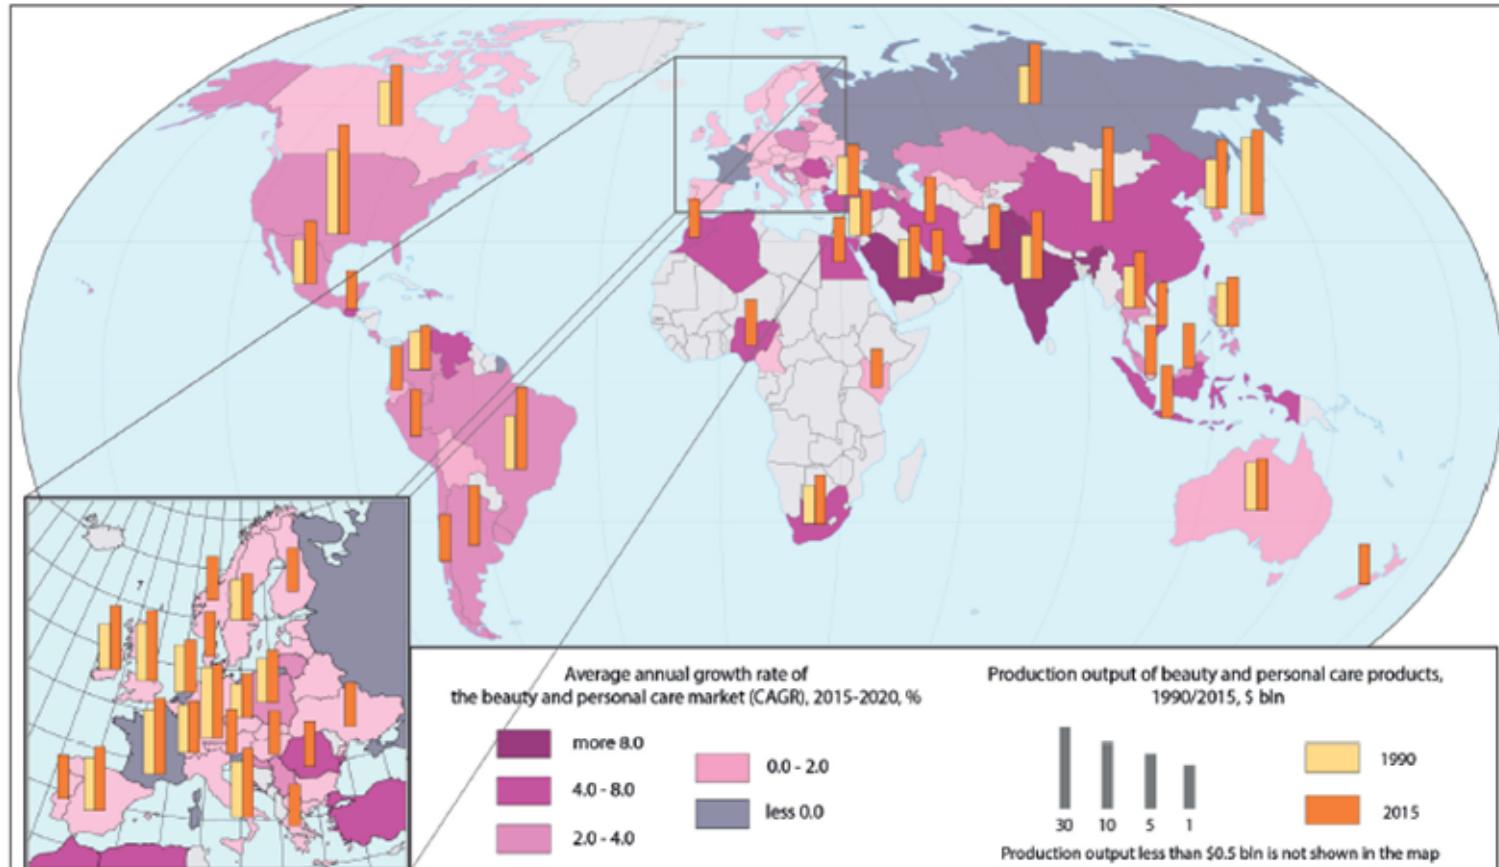 Average annual growth rate of
the beauty and personal care market (CAGR), 2015-2020, %
more 8.0
4.0 - 8.0
2.0 - 4.0
0.0 - 2.0
less 0.0
Production output of beauty and personal care products,
1990/2015, $ bln
30 10 5 1
1990
2015
Production output less than $0.5 bln is not shown in the map